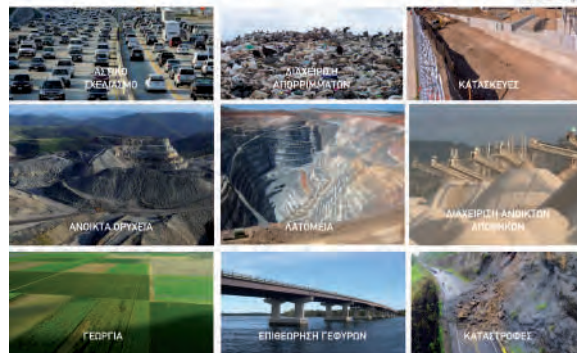 ΑΣΤΙΚΟ
ΣΧΕΔΙΑΣΜΟ
ΔΙΑΧΕΙΡΙΣΗ
ΑΠΟΡΡΙΜΜΑΤΩΝ
ΚΑΤΑΣΚΕΥΕΣ
ΑΝΟΙΚΤΑ ΟΡΥΧΕΙΑ
ΛΑΤΟΜΕΙΑ
ΔΙΑΧΕΙΡΙΣΗ ΑΝΟΙΚΤΩΝ
ΑΠΟΘΗΚΩΝ
ΓΕΩΡΓΙΑ
ΕΠΙΘΕΩΡΗΣΗ ΓΕΦΥΡΩΝ
ΚΑΤΑΣΤΡΟΦΕΣ